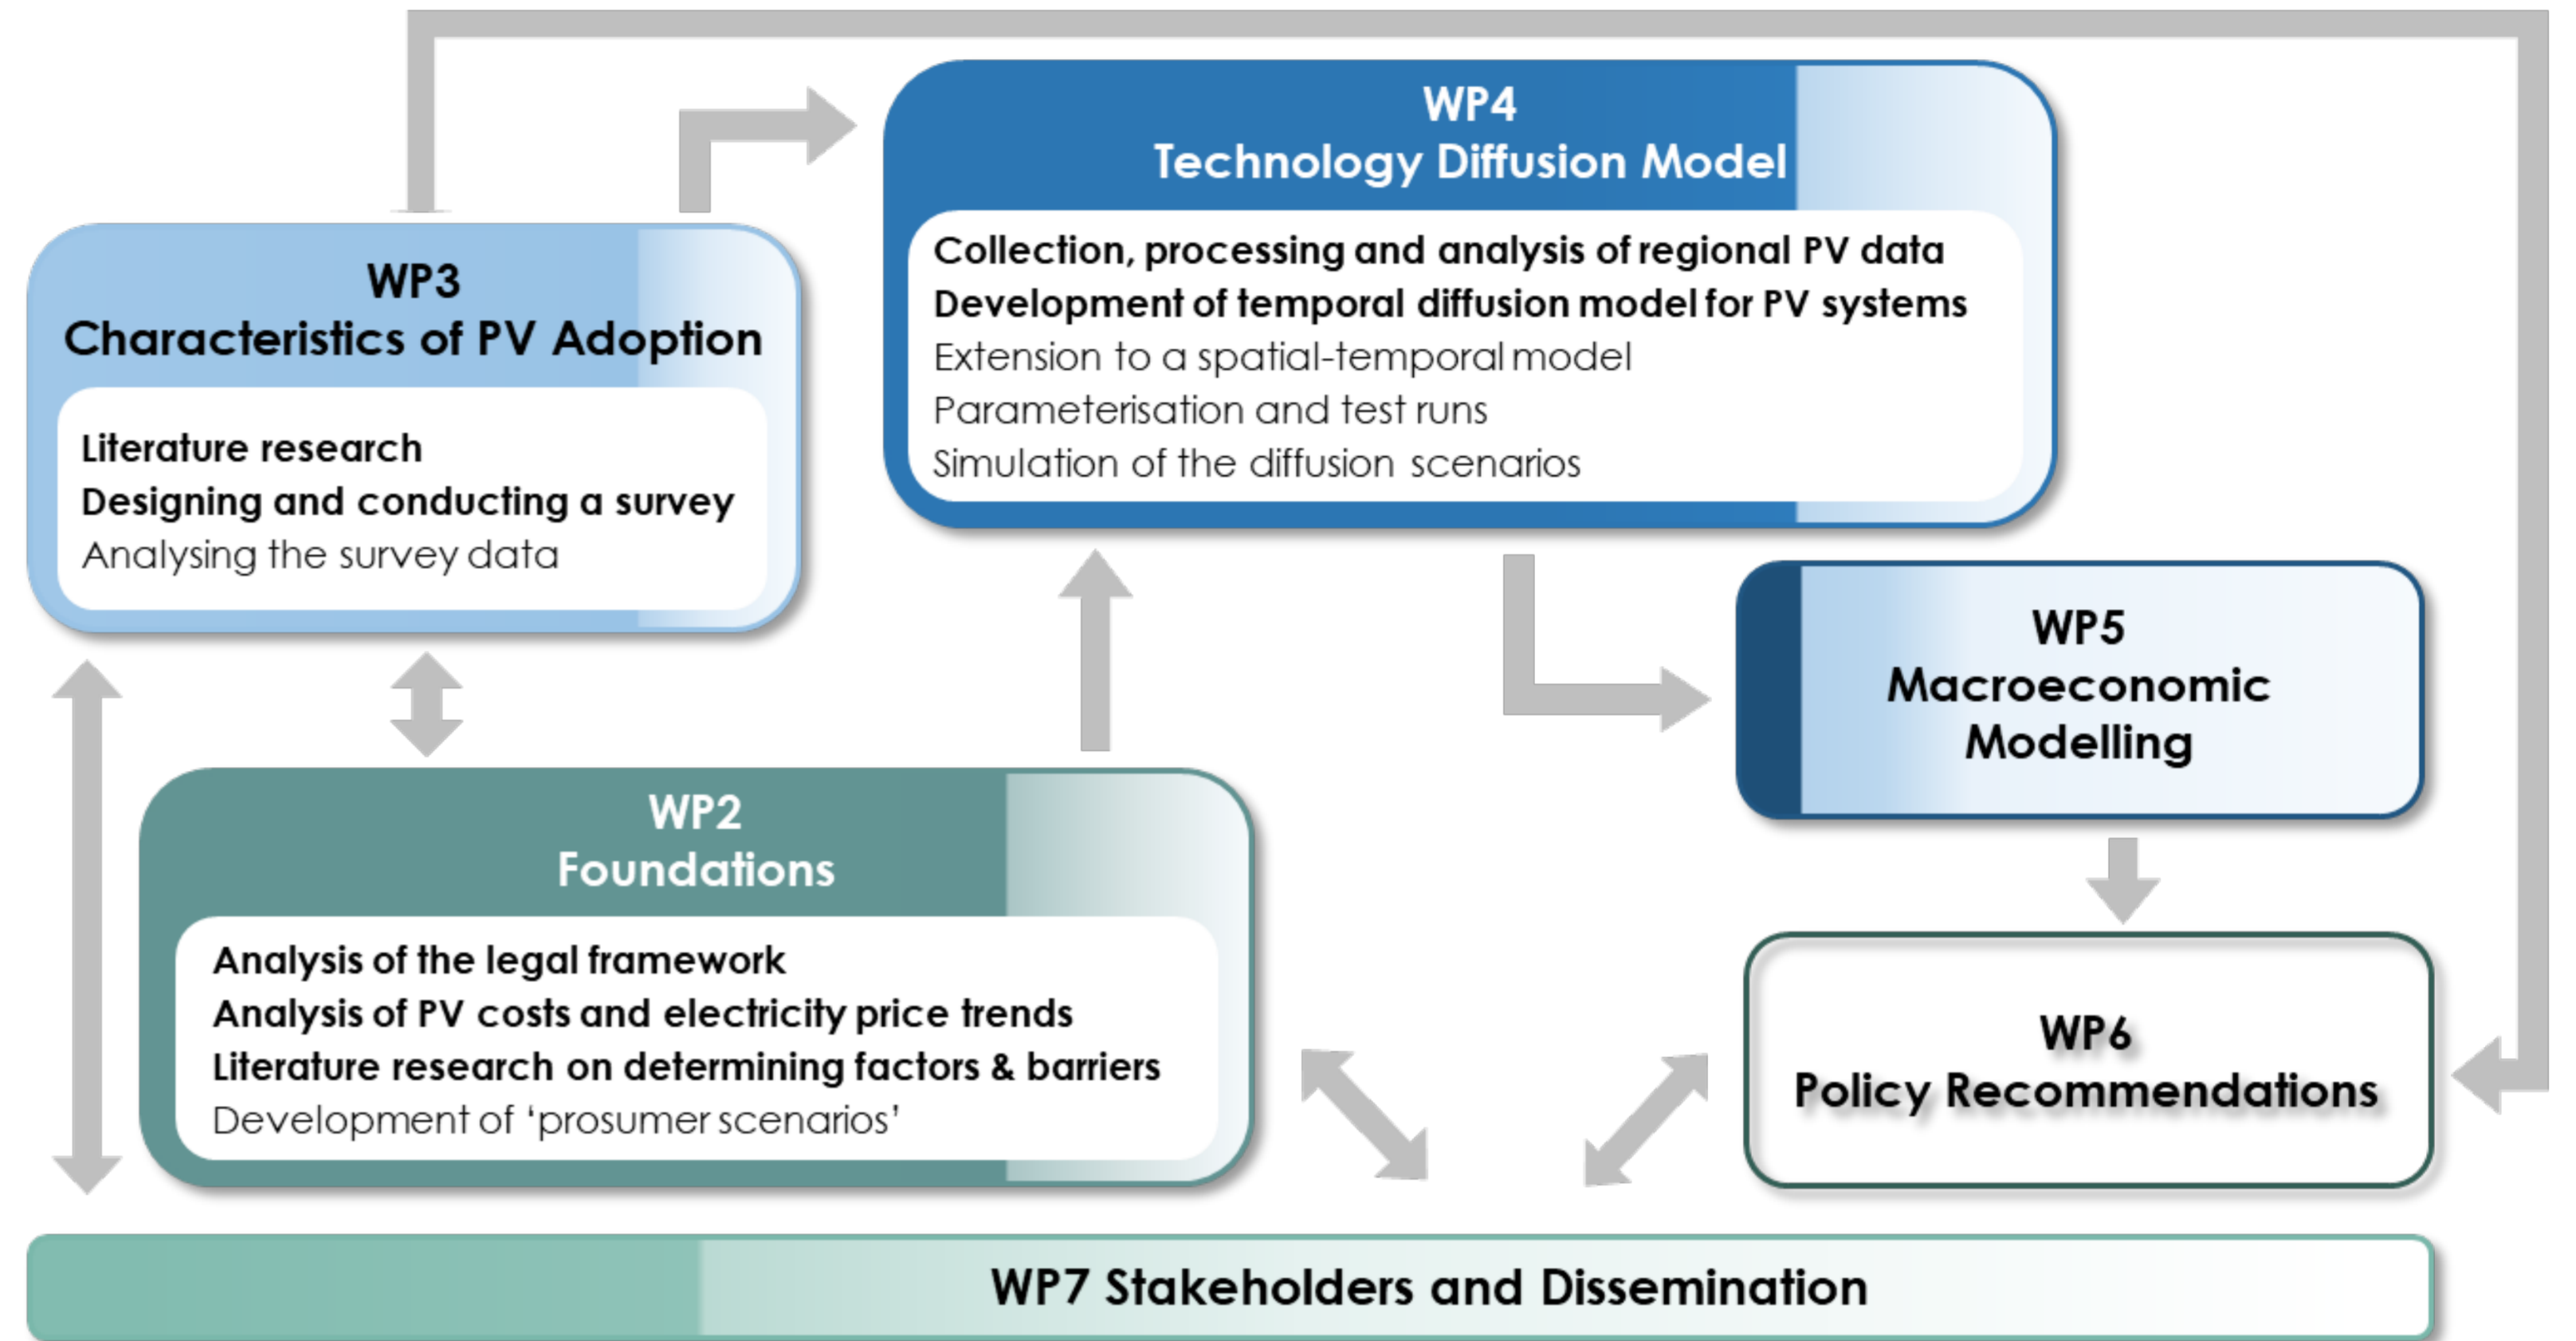 WP4
Technology Diffusion Model
Collection, processing and analysis of regional PV data
Development of temporal diffusion model for PV systems
Extension to a spatial-temporal model
Parameterisation and test runs
Simulation of the diffusion scenarios
WP3
Characteristics of PV Adoption
Literature research
Designing and conducting a survey
Analysing the survey data
WP5
Macroeconomic
Modelling
WP2
Foundations
Analysis of the legal framework
Analysis of PV costs and electricity price trends
Literature research on determining factors & barriers
Development of ‘prosumer scenarios’
WP6
Policy Recommendations
WP7 Stakeholders and Dissemination